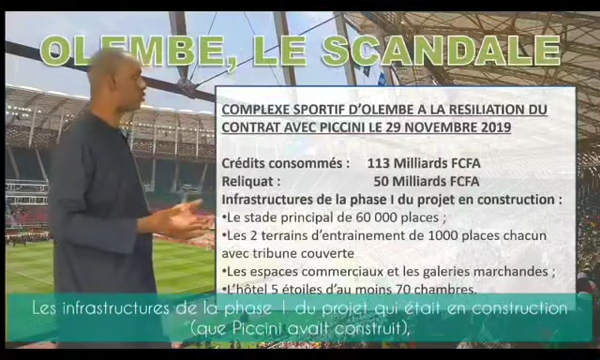 OLEMBE, LE SCANDALE
COMPLEXE SPORTIF D'OLEMBE A LA RESILIATION DU
CONTRAT AVEC PICCINI LE 29 NOVEMBRE 2019
Crédits consommés : 113 Milliards FCFA
Reliquat : 50 Milliards FCFA
Infrastructures de la phase I du projet en construction :
•Le stade principal de 60 000 places ;
•Les 2 terrains d'entrainement de 1000 places chacun
avec tribune couverte
•Les espaces commerciaux et les galeries marchandes ;
•L'hôtel 5 étoiles d'au moins 70 chambres.
Les infrastructures de la phase 1 du projet qui était en construction
(que Piccini avait construit),